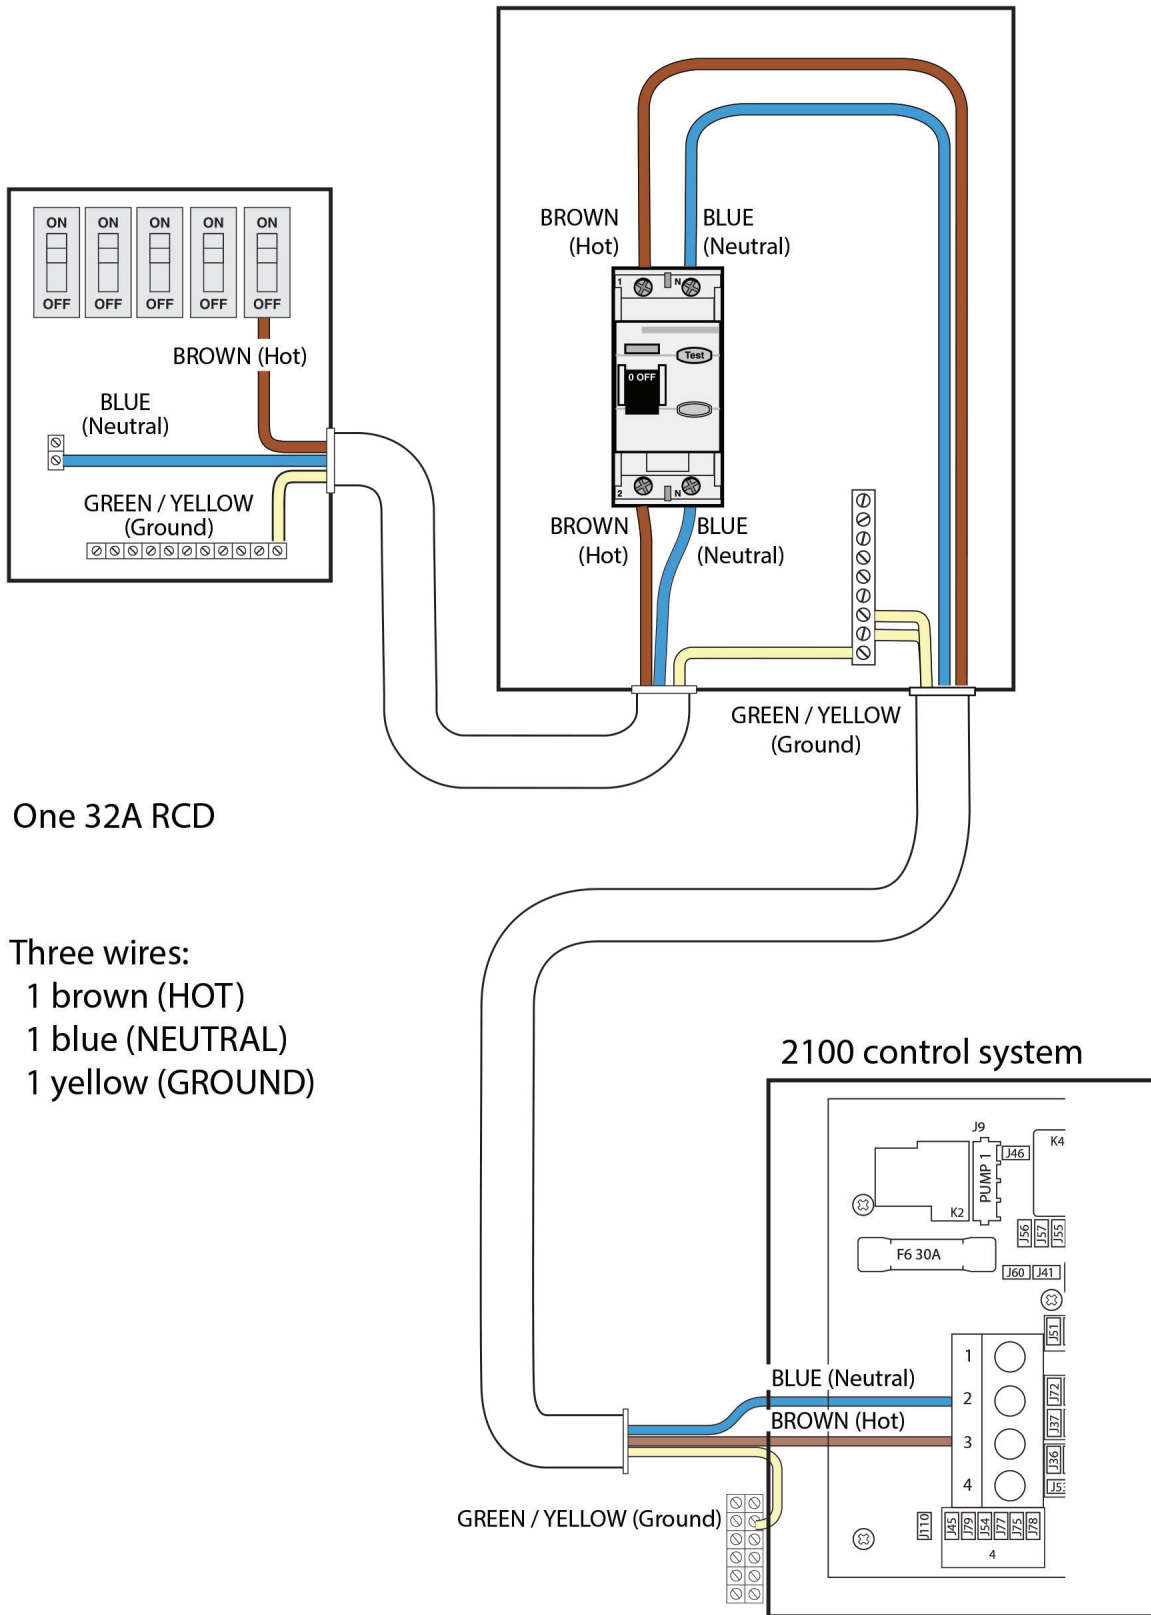 BROWN
(Hot)
BLUE
(Neutral)
1
N
Test
0 OFF
2
N
BROWN
(Hot)
BLUE
(Neutral)
ON
ON
ON
ON
ON
OFF
OFF
OFF
OFF
OFF
BROWN (Hot)
BLUE
(Neutral)
GREEN / YELLOW
(Ground)
GREEN / YELLOW
(Ground)
One 32A RCD
Three wires:
1 brown (HOT)
1 blue (NEUTRAL)
1 yellow (GROUND)
2100 control system
J9
K4
J46
PUMP 1
K2
J56
J57
J55
F6 30A
J60
J41
J51
1
BLUE (Neutral)
2
J72
BROWN (Hot)
J37
3
J36
4
J53
GREEN / YELLOW (Ground)
J110
J45
J79
J54
J77
J75
J78
4